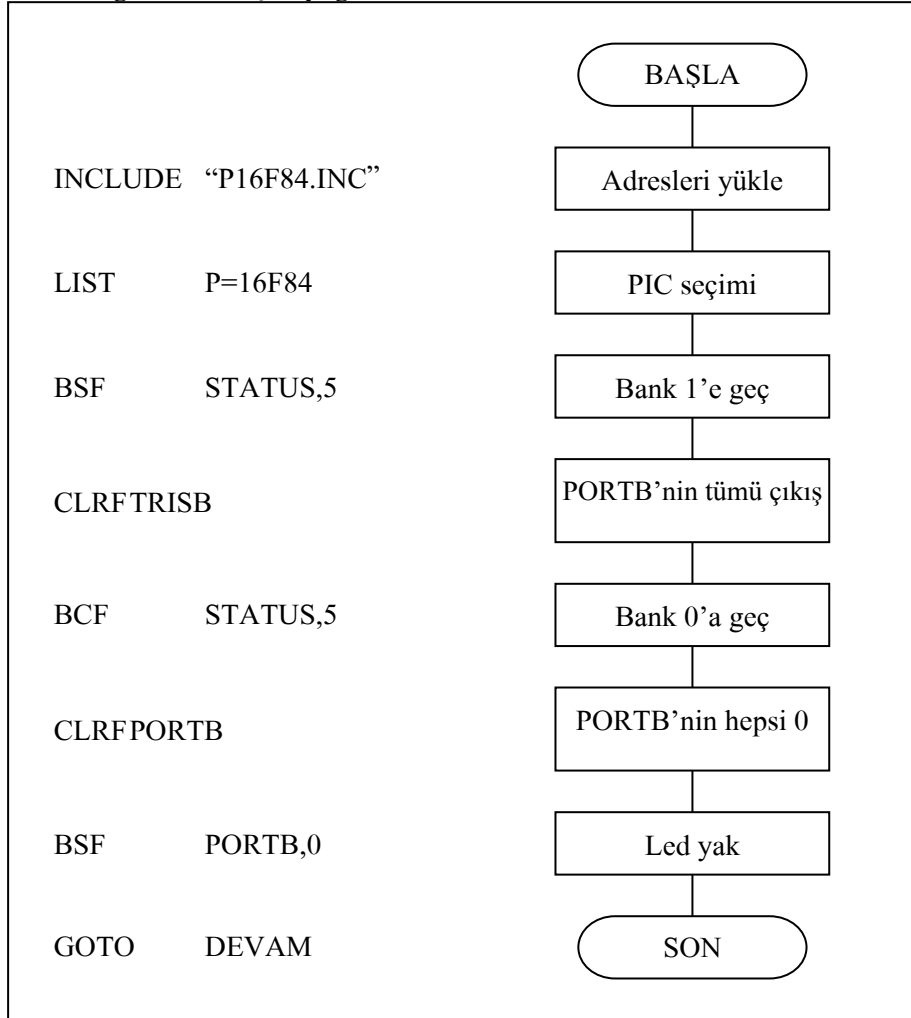 BAŞLA
INCLUDE “P16F84.INC” Adresleri yükle
LIST P=16F84 PIC seçimi
BSF STATUS,5 Bank 1’e geç
CLRFTRISB PORTB’nin tümü çıkış
BCF STATUS,5 Bank 0’a geç
CLRFPORTB PORTB’nin hepsi 0
BSF PORTB,0 Led yak
GOTO DEVAM SON